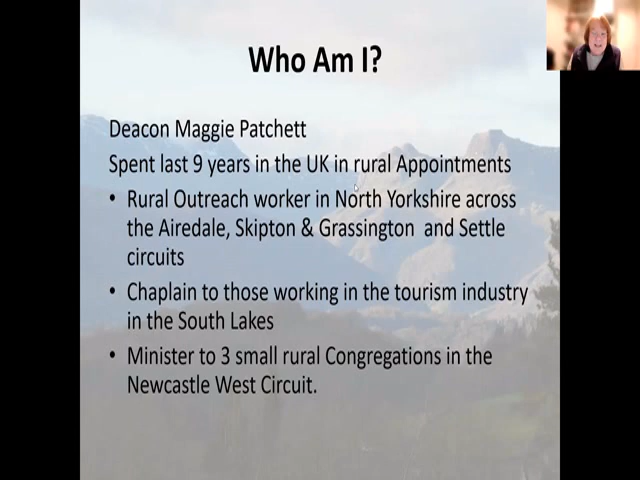 Who Am I?
Deacon Maggie Patchett
Spent last 9 years in the UK in rural Appointments
• Rural Outreach worker in North Yorkshire across
the Airedale, Skipton & Grassington and Settle
circuits
• Chaplain to those working in the tourism industry
in the South Lakes
• Minister to 3 small rural Congregations in the
Newcastle West Circuit.